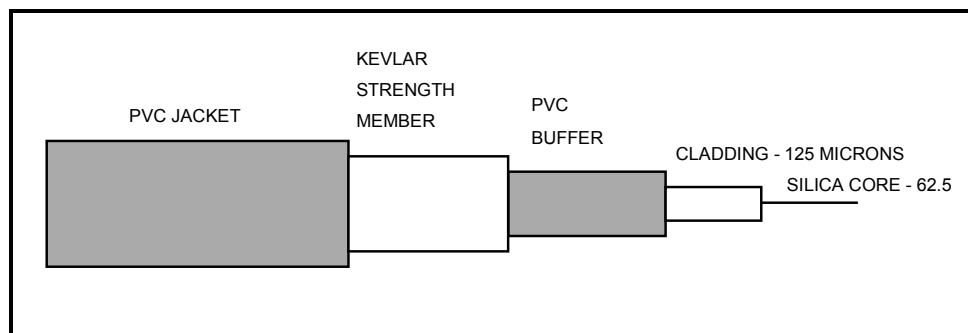 PVC JACKET
KEVLAR
STRENGTH
MEMBER
PVC
BUFFER
CLADDING - 125 MICRONS
SILICA CORE - 62.5